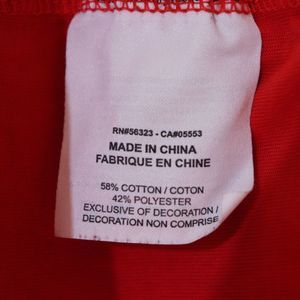 RN#56323 - CA#05553
MADE IN CHINA
FABRIQUE EN CHINE
58% COTTON / COTON
42% POLYESTER
EXCLUSIVE OF DECORATION /
DECORATION NON COMPRISE